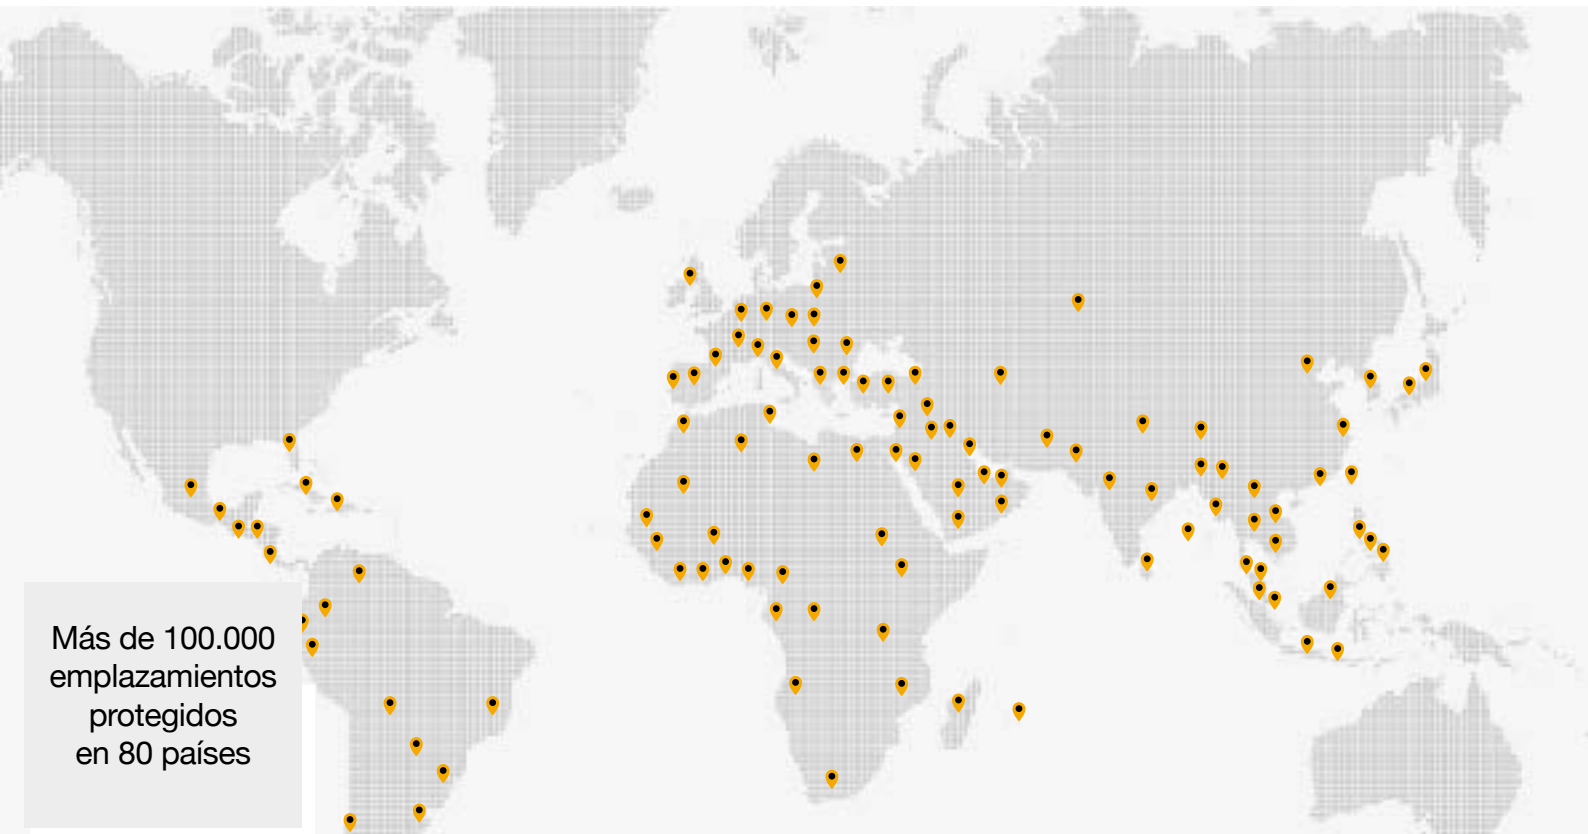 Más de 100.000
emplazamientos
protegidos
en 80 países